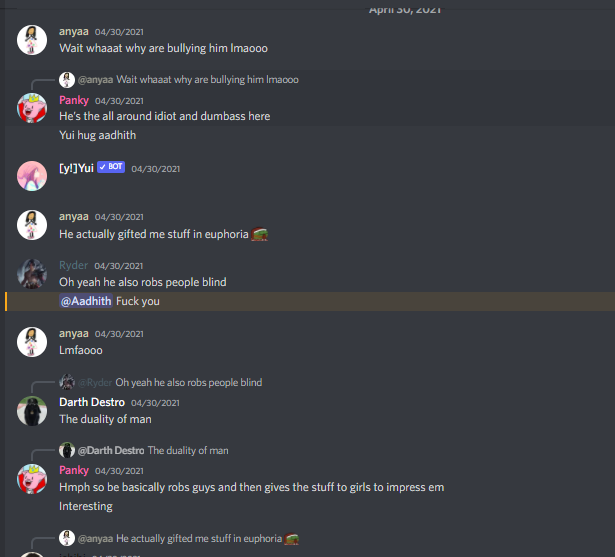 April 30, 2021
anyaa 04/30/2021
Wait whaaat why are bullying him lmaooo
@anyaa Wait whaaat why are bullying him lmaooo
Panky 04/30/2021
He's the all around idiot and dumbass here
Yui hug aadhith
[y!]Yui BOT 04/30/2021
anyaa 04/30/2021
He actually gifted me stuff in euphoria
Ryder 04/30/2021
Oh yeah he also robs people blind
@Aadhith Fuck you
anyaa 04/30/2021
Lmfaooo
@Ryder Oh yeah he also robs people blind
Darth Destro 04/30/2021
The duality of man
@Darth Destro The duality of man
Panky 04/30/2021
Hmph so be basically robs guys and then gives the stuff to girls to impress em
Interesting
@anyaa He actually gifted me stuff in euphoria
04/30/2021